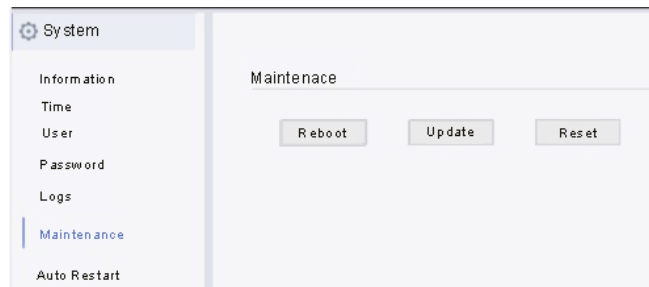 System
Information
Time
User
Password
Logs
Maintenance
Auto Restart
Maintenace
Reboot
Update
Reset